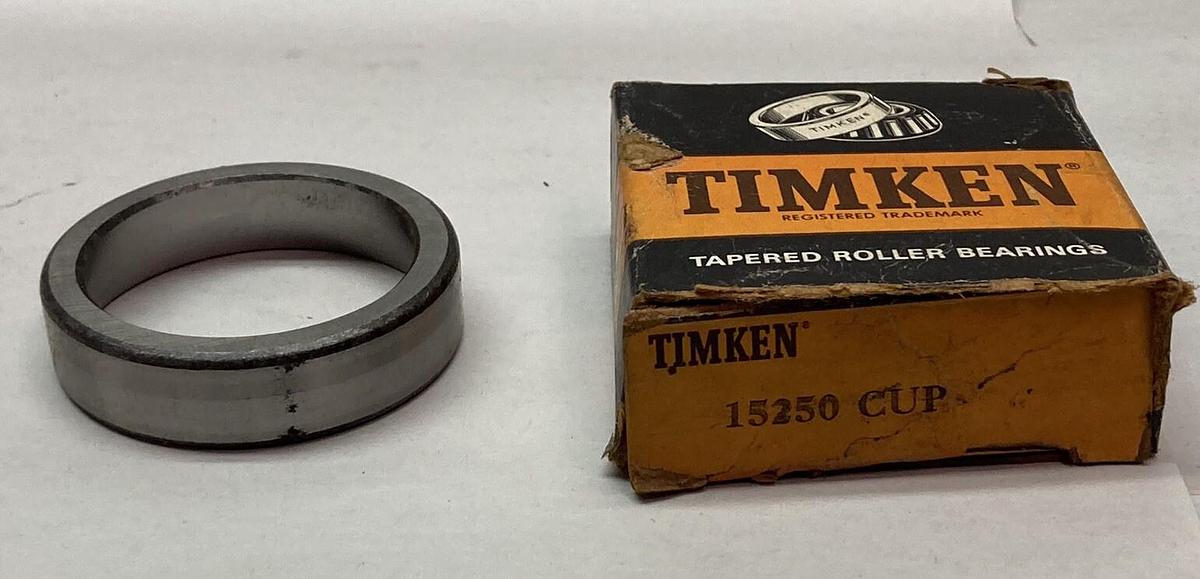 TIMKEN®
TIMKEN®
REGISTERED TRADEMARK
TAPERED ROLLER BEARINGS
TIMKEN®
15250 CUP